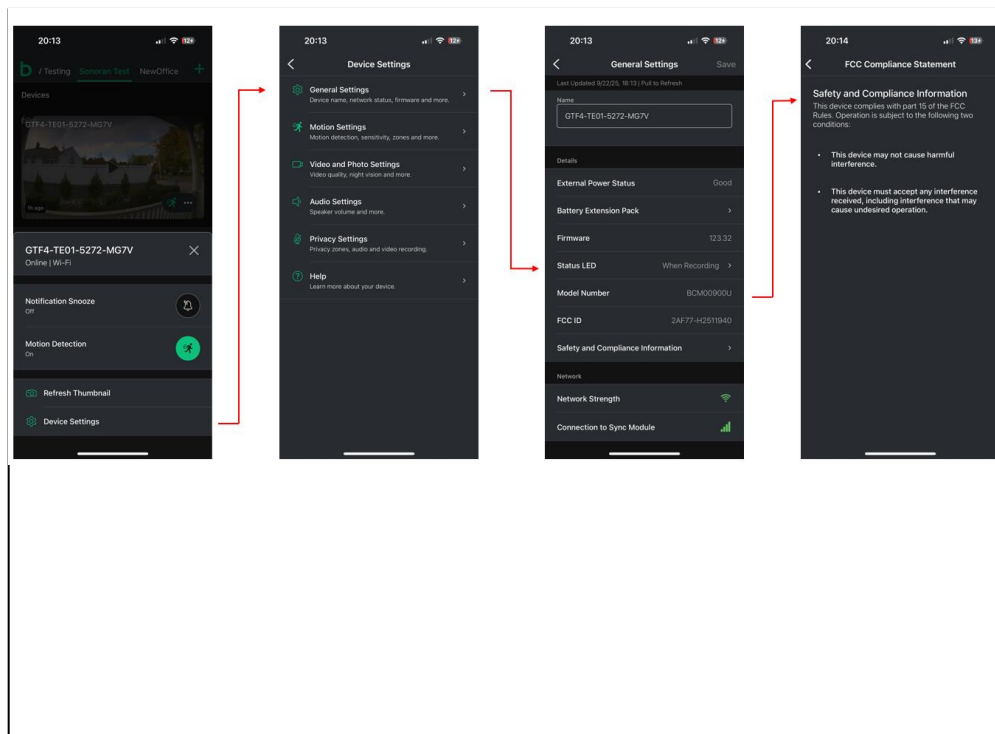 20:13
12+
b / Testing Sonoran Test NewOffice +
Devices
GTF4-TE01-5272-MG7V
1h ago
GTF4-TE01-5272-MG7V
Online | Wi-Fi
Notification Snooze
Off
Motion Detection
On
Refresh Thumbnail
Device Settings
20:13
12+
Device Settings
General Settings
Device name, network status, firmware and more.
Motion Settings
Motion detection, sensitivity, zones and more.
Video and Photo Settings
Video quality, night vision and more.
Audio Settings
Speaker volume and more.
Privacy Settings
Privacy zones, audio and video recording.
Help
Learn more about your device.
20:13
12+
General Settings Save
Last Updated 9/22/25, 18:13 | Pull to Refresh
Name
GTF4-TE01-5272-MG7V
Details
External Power Status Good
Battery Extension Pack
Firmware 123.32
Status LED When Recording
Model Number BCM00900U
FCC ID 2AF77-H2511940
Safety and Compliance Information
Network
Network Strength
Connection to Sync Module
20:14
13+
FCC Compliance Statement
Safety and Compliance Information
This device complies with part 15 of the FCC
Rules. Operation is subject to the following two
conditions:
• This device may not cause harmful
interference.
• This device must accept any interference
received, including interference that may
cause undesired operation.